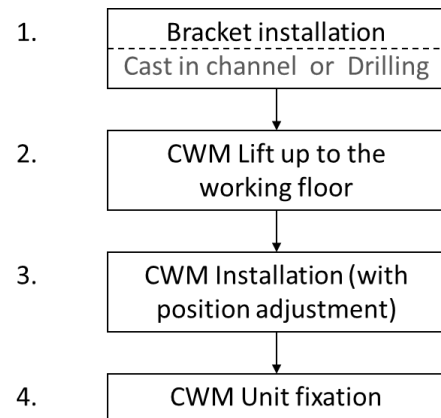 1.
Bracket installation
Cast in channel or Drilling
2.
CWM Lift up to the
working floor
3.
CWM Installation (with
position adjustment)
4.
CWM Unit fixation